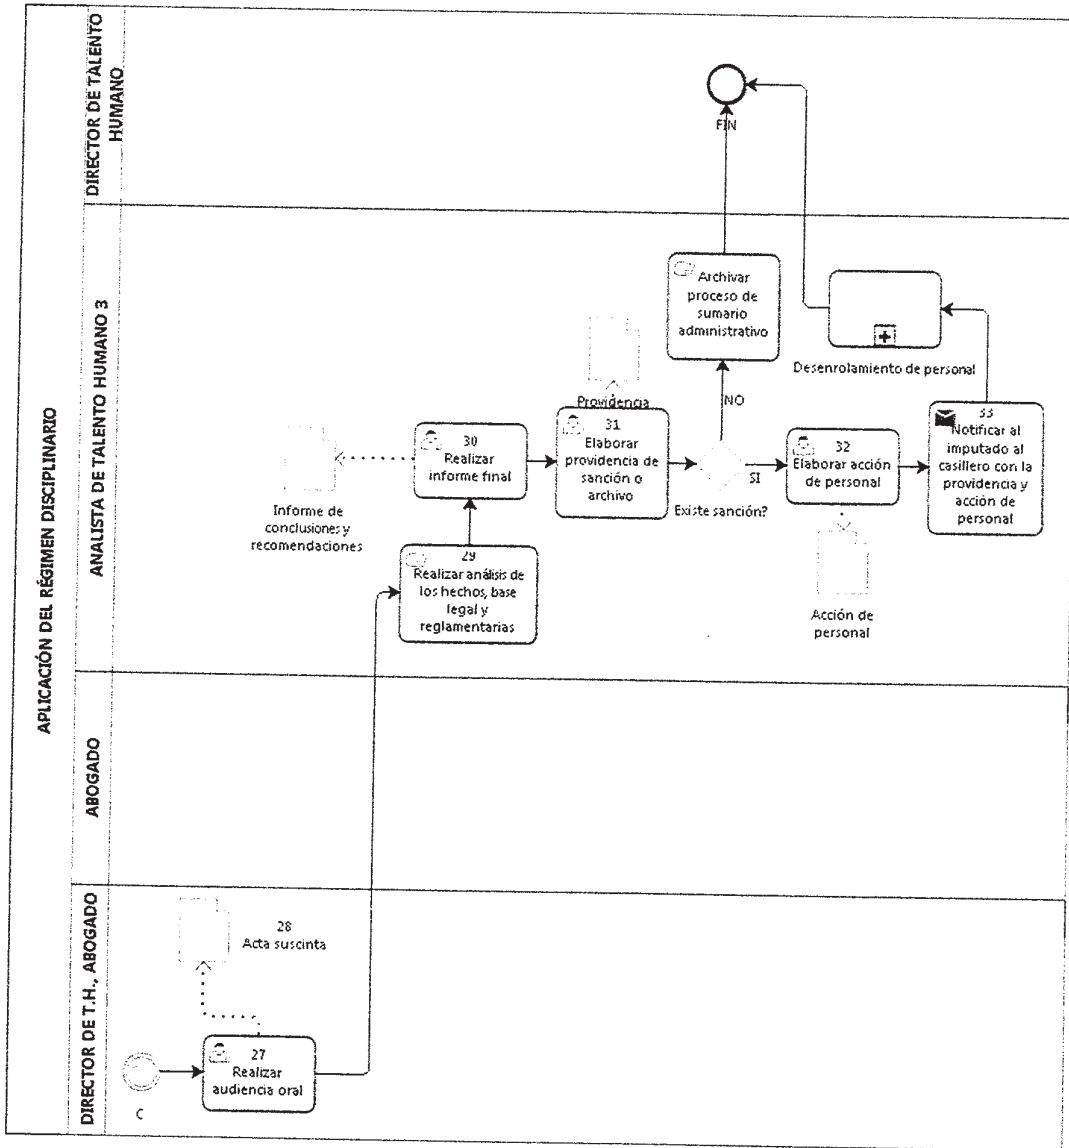 APLICACIÓN DEL RÉGIMEN DISCIPLINARIO
DIRECTOR DE TALENTO
HUMANO
FIN
ANALISTA DE TALENTO HUMANO 3
Archivar
proceso de
sumario
administrativo
Desenrolamiento de personal
NO
Providencia
30
Realizar
informe final
31
Elaborar
providencia de
sanción o
archivo
Existe sanción?
SI
32
Elaborar acción
de personal
33
Notificar al
imputado al
casillero con la
providencia y
acción de
personal
Informe de
conclusiones y
recomendaciones
29
Realizar análisis de
los hechos, base
legal y
reglamentarias
Acción de
personal
ABOGADO
DIRECTOR DE T.H., ABOGADO
28
Acta suscinta
27
Realizar
audiencia oral
C